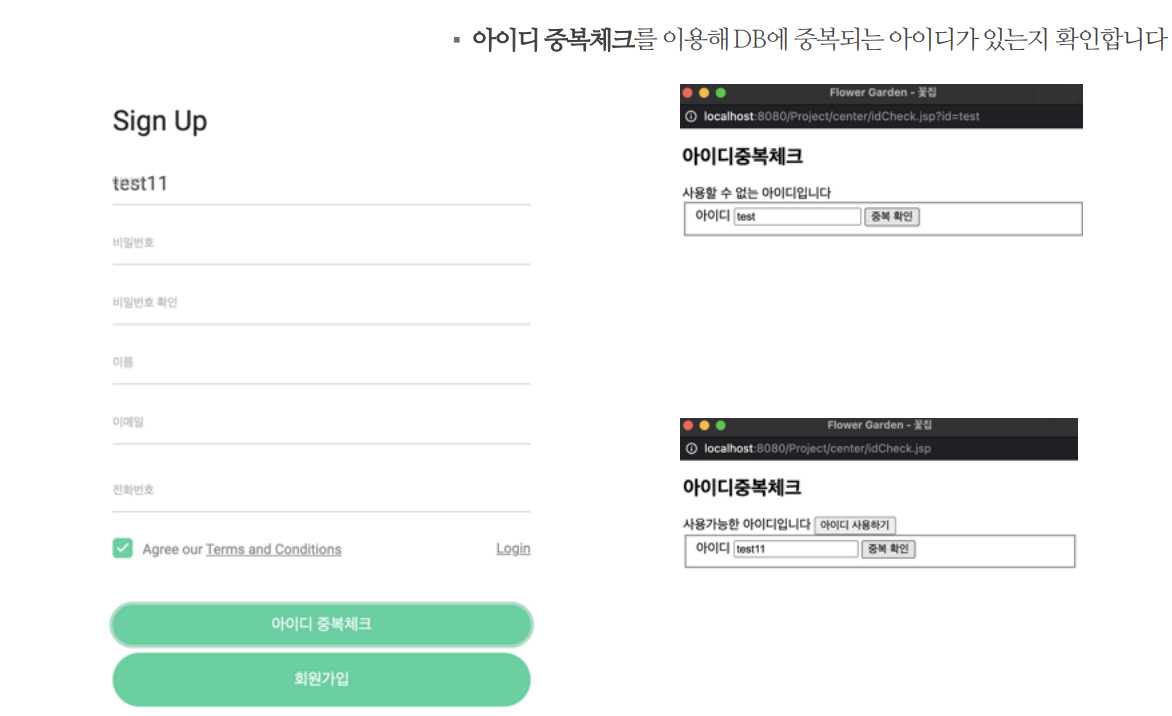 ▪ 아이디 중복체크를 이용해 DB에 중복되는 아이디가 있는지 확인합니다
Sign Up
test11
비밀번호
비밀번호 확인
이름
이메일
전화번호
Agree our Terms and Conditions
Login
아이디 중복체크
회원가입
Flower Garden - 꽃집
localhost:8080/Project/center/idCheck.jsp?id=test
아이디중복체크
사용할 수 없는 아이디입니다
아이디 test 중복 확인
Flower Garden - 꽃집
localhost:8080/Project/center/idCheck.jsp
아이디중복체크
사용가능한 아이디입니다 아이디 사용하기
아이디 test11 중복 확인